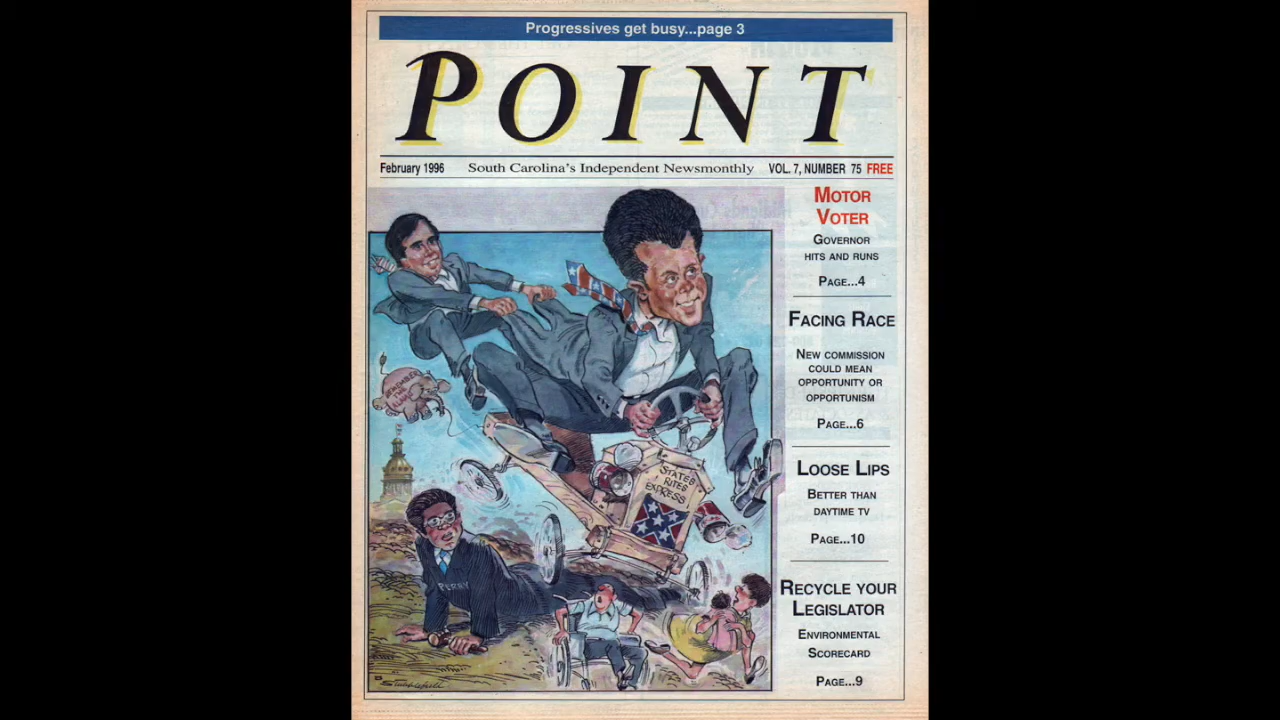 Progressives get busy...page 3
POINT
February 1996 South Carolina's Independent Newsmonthly VOL. 7, NUMBER 75 FREE
MOTOR
VOTER
GOVERNOR
HITS AND RUNS
PAGE...4
FACING RACE
NEW COMMISSION
COULD MEAN
OPPORTUNITY OR
OPPORTUNISM
PAGE...6
LOOSE LIPS
BETTER THAN
DAYTIME TV
PAGE...10
RECYCLE YOUR
LEGISLATOR
ENVIRONMENTAL
SCORECARD
PAGE...9
REMEMBER
THE
STATES
RITES
EXPRESS
PERRY